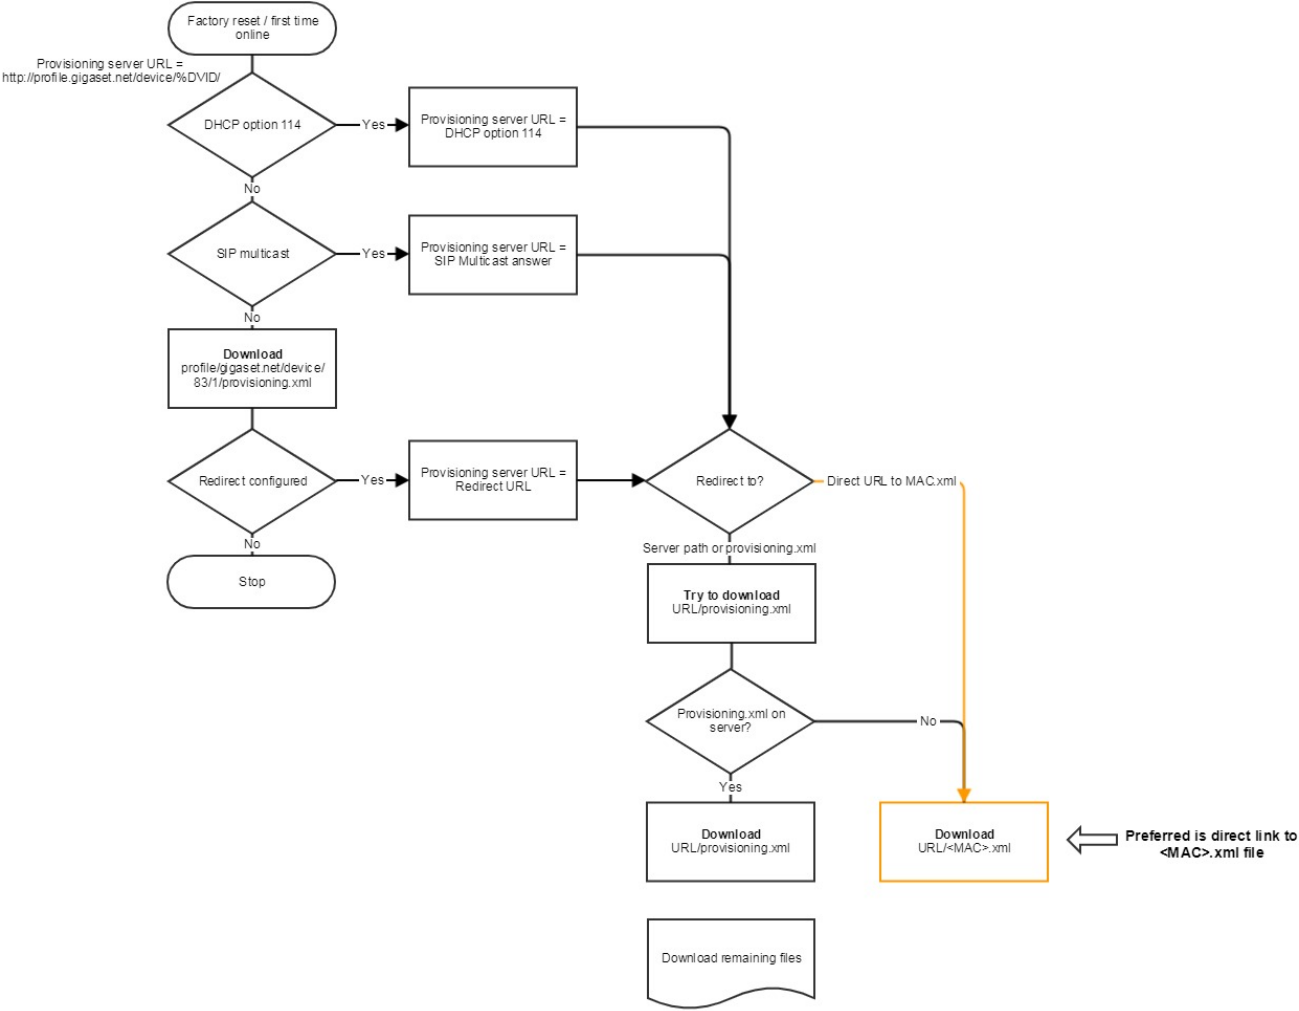 Factory reset / first time
online
Provisioning server URL =
http://profile.gigaset.net/device/%DVID/
DHCP option 114
Yes
Provisioning server URL =
DHCP option 114
No
SIP multicast
Yes
Provisioning server URL =
SIP Multicast answer
No
Download
profile/gigaset.net/device/
83/1/provisioning.xml
Redirect configured
Yes
Provisioning server URL =
Redirect URL
Redirect to?
Direct URL to MAC.xml
No
Stop
Server path or provisioning.xml
Try to download
URL/provisioning.xml
Provisioning.xml on
server?
No
Yes
Download
URL/provisioning.xml
Download
URL/<MAC>.xml
Preferred is direct link to
<MAC>.xml file
Download remaining files